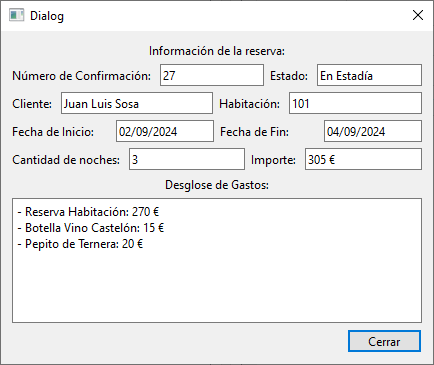 Dialog
Información de la reserva:
Número de Confirmación: 27 Estado: En Estadía
Cliente: Juan Luis Sosa Habitación: 101
Fecha de Inicio: 02/09/2024 Fecha de Fin: 04/09/2024
Cantidad de noches: 3 Importe: 305 €
Desglose de Gastos:
- Reserva Habitación: 270 €
- Botella Vino Castelón: 15 €
- Pepito de Ternera: 20 €
Cerrar